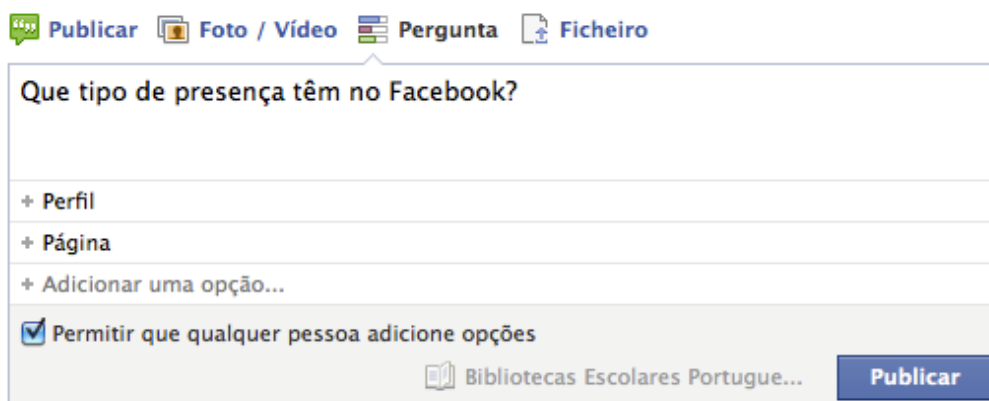 Publicar Foto / Vídeo Pergunta Ficheiro
Que tipo de presença têm no Facebook?
+ Perfil
+ Página
+ Adicionar uma opção...
Permitir que qualquer pessoa adicione opções
Bibliotecas Escolares Portugue... Publicar